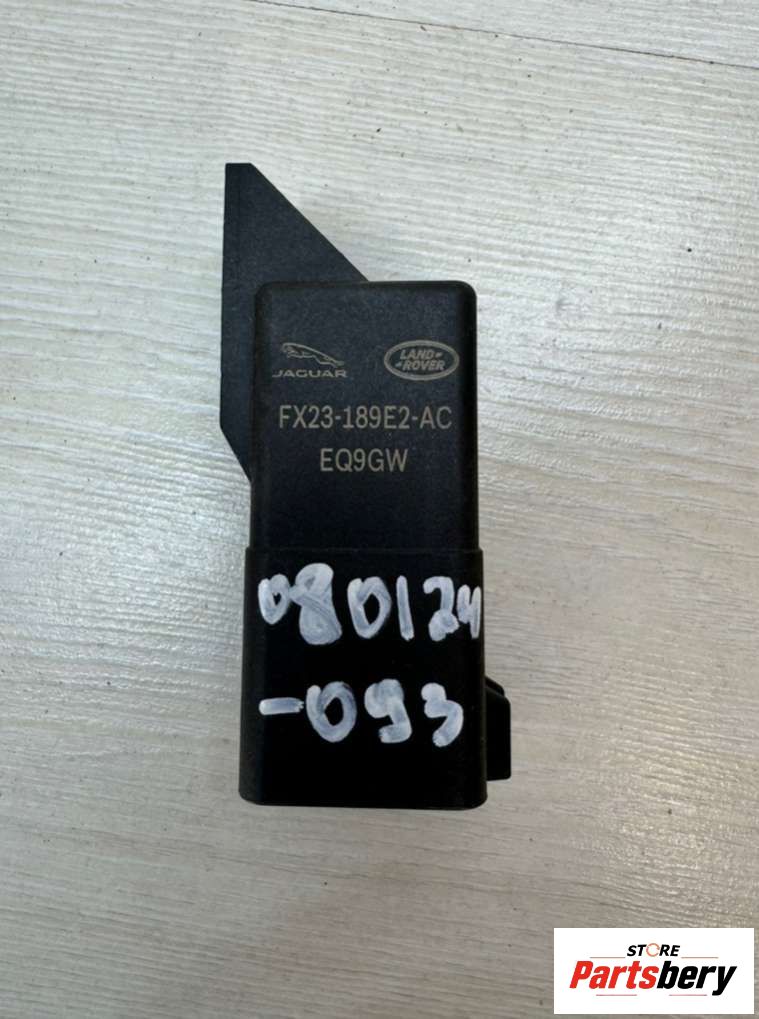 JAGUAR
LAND-
-ROVER
FX23-189E2-AC
EQ9GW
080124
-093
STORE
Partsbery